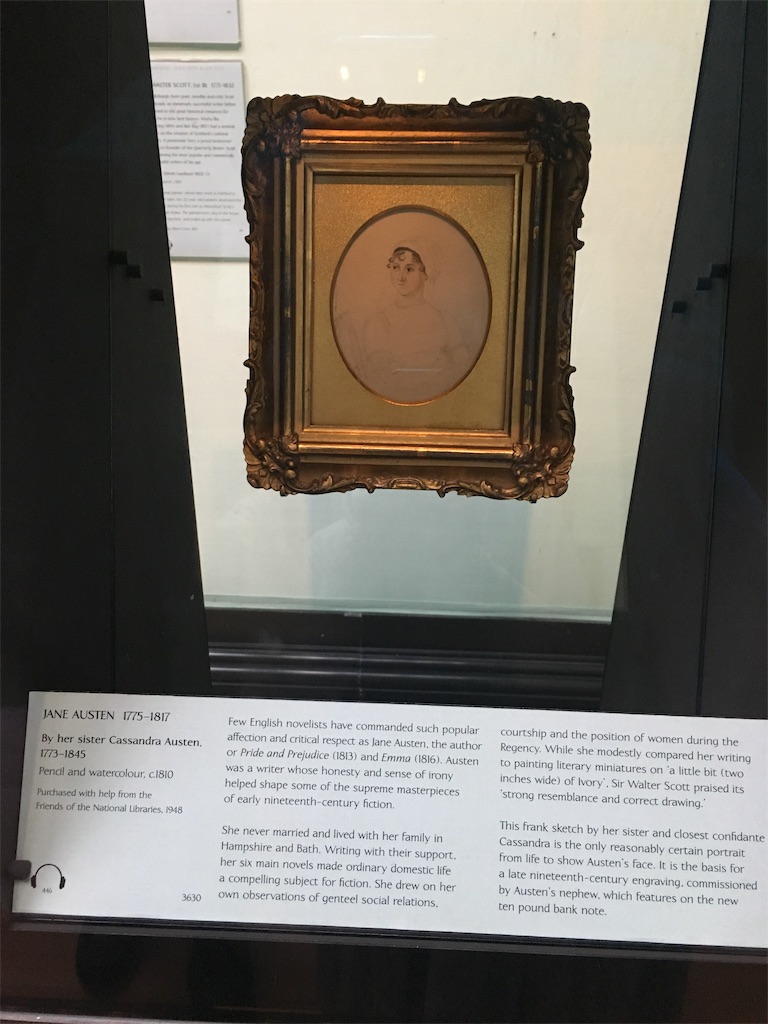 WALTER SCOTT, 1st Bt 1771–1832
JANE AUSTEN 1775–1817
By her sister Cassandra Austen,
1773–1845
Pencil and watercolour, c.1810
Purchased with help from the
Friends of the National Libraries, 1948
446
3630
Few English novelists have commanded such popular
affection and critical respect as Jane Austen, the author
or Pride and Prejudice (1813) and Emma (1816). Austen
was a writer whose honesty and sense of irony
helped shape some of the supreme masterpieces
of early nineteenth-century fiction.
She never married and lived with her family in
Hampshire and Bath. Writing with their support,
her six main novels made ordinary domestic life
a compelling subject for fiction. She drew on her
own observations of genteel social relations,
courtship and the position of women during the
Regency. While she modestly compared her writing
to painting literary miniatures on 'a little bit (two
inches wide) of Ivory', Sir Walter Scott praised its
'strong resemblance and correct drawing.'
This frank sketch by her sister and closest confidante
Cassandra is the only reasonably certain portrait
from life to show Austen's face. It is the basis for
a late nineteenth-century engraving, commissioned
by Austen's nephew, which features on the new
ten pound bank note.